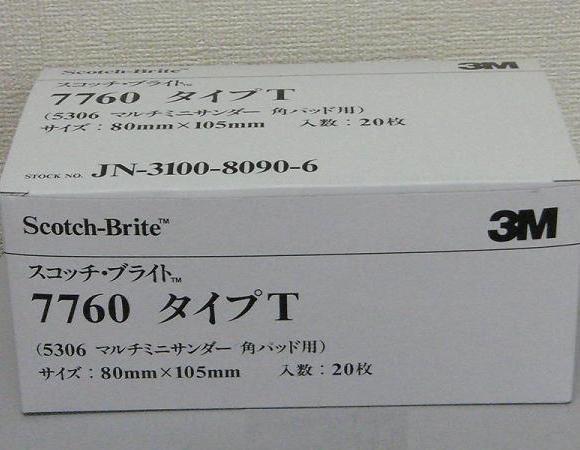 Scotch-Brite™ 3M
スコッチ・ブライト™
7760 タイプT
(5306 マルチミニサンダー 角パッド用)
サイズ：80mm×105mm 入数：20枚
STOCK NO. JN-3100-8090-6
Scotch-Brite™ 3M
スコッチ・ブライト™
7760 タイプT
(5306 マルチミニサンダー 角パッド用)
サイズ：80mm×105mm 入数：20枚